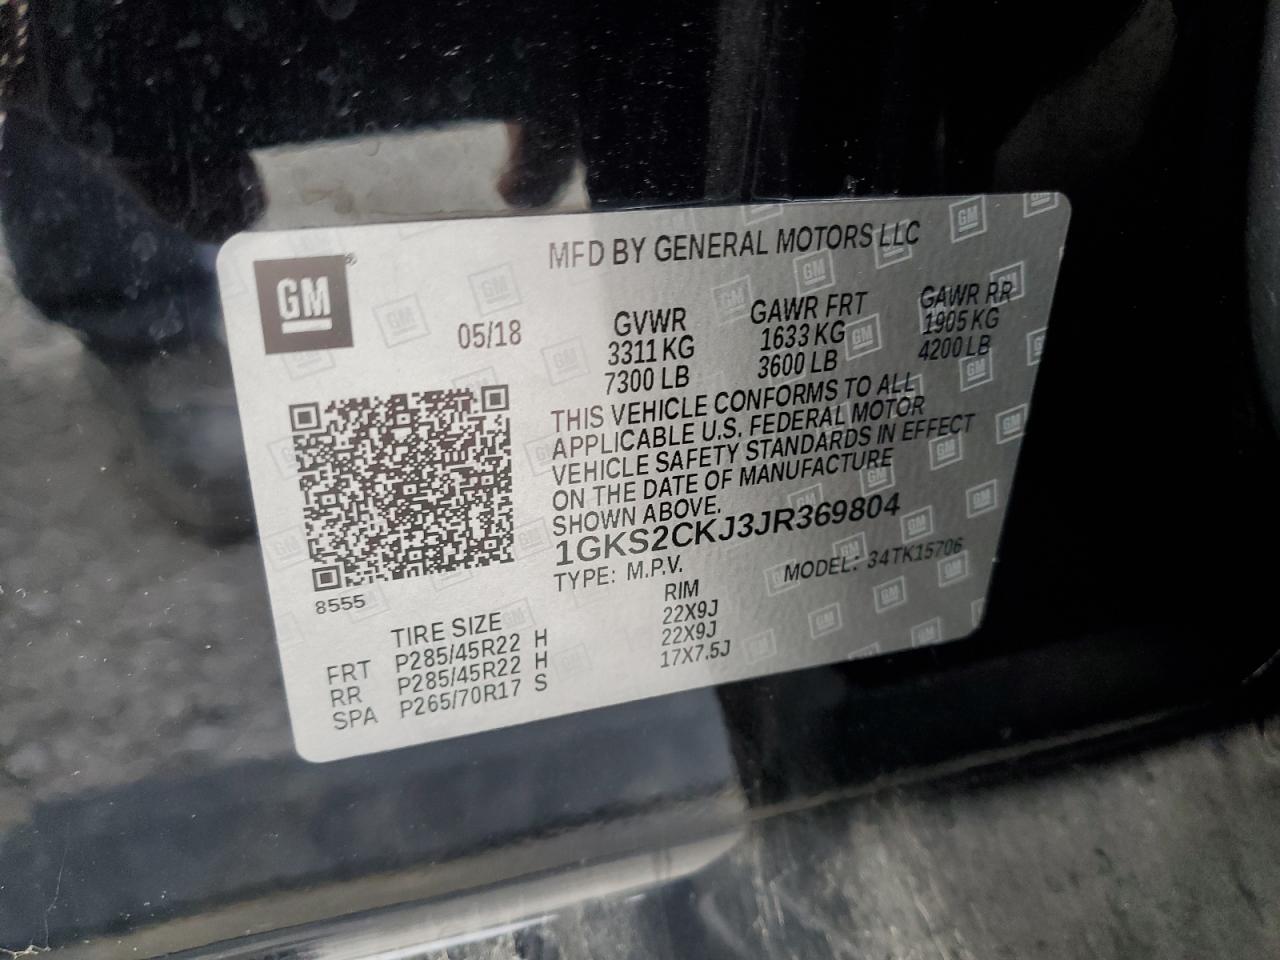 MFD BY GENERAL MOTORS LLC
GM
05/18
GVWR GAWR FRT GAWR RR
3311 KG 1633 KG 1905 KG
7300 LB 3600 LB 4200 LB
THIS VEHICLE CONFORMS TO ALL
APPLICABLE U.S. FEDERAL MOTOR
VEHICLE SAFETY STANDARDS IN EFFECT
ON THE DATE OF MANUFACTURE
SHOWN ABOVE.
1GKS2CKJ3JR369804
TYPE: M.P.V. MODEL: 34TK15706
8555
TIRE SIZE RIM
FRT P285/45R22 H 22X9J
RR P285/45R22 H 22X9J
SPA P265/70R17 S 17X7.5J